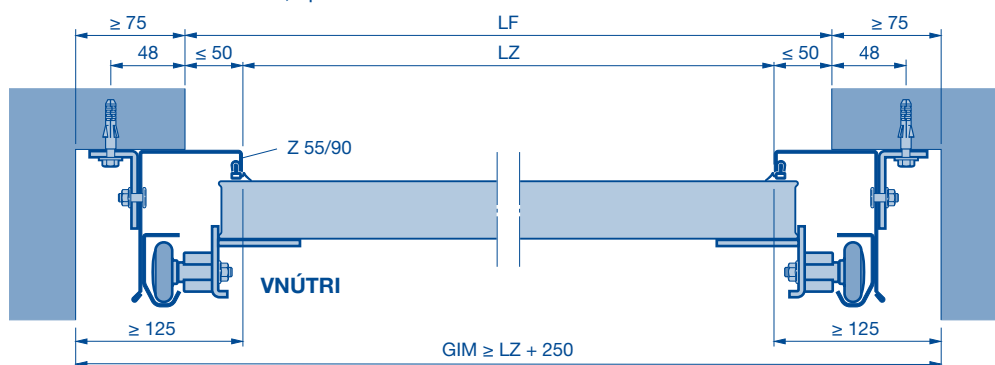 ≥ 75 LF ≥ 75
48 ≤ 50 LZ ≤ 50 48
Z 55/90
VNÚTRI
≥ 125 ≥ 125
GIM ≥ LZ + 250